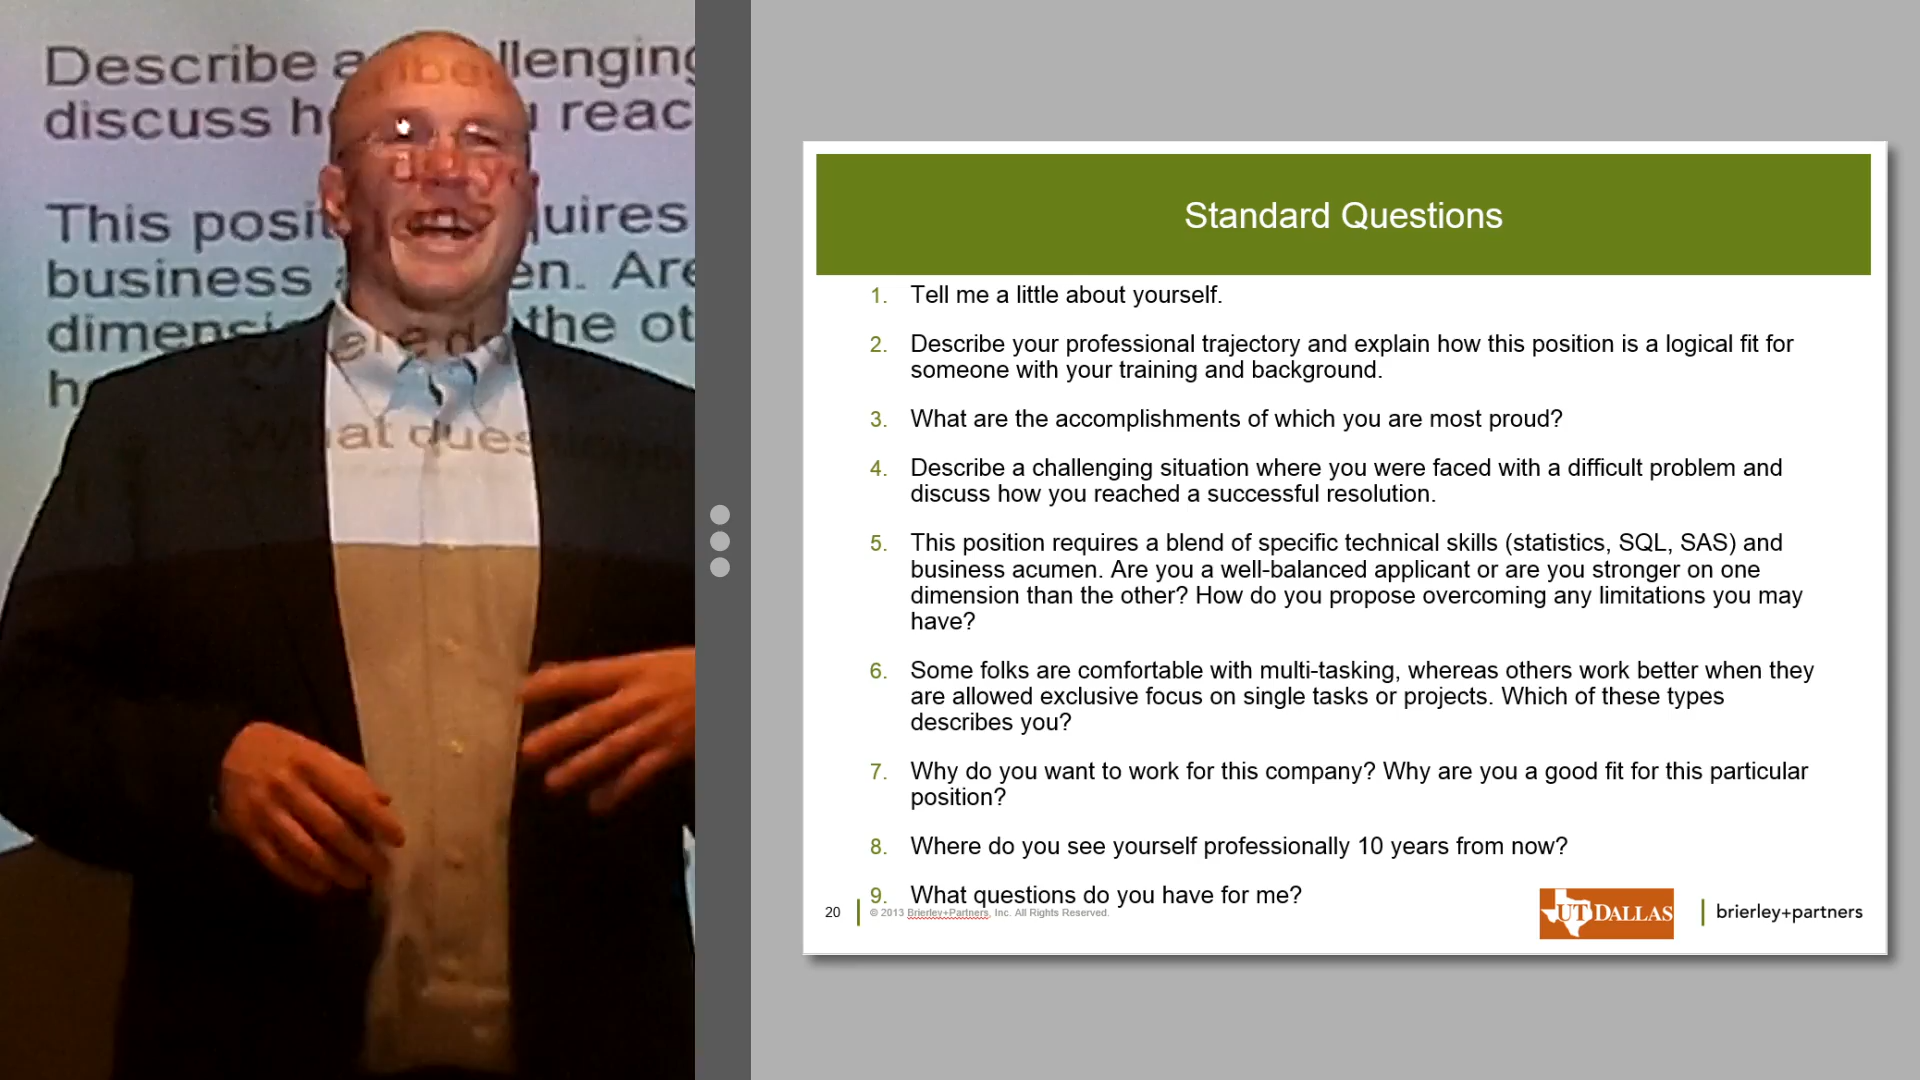 Describe a llenging
discuss h u reac
This posit quires
business en. Are
dimensi the ot
h
ere do
What question
Standard Questions
1. Tell me a little about yourself.
2. Describe your professional trajectory and explain how this position is a logical fit for
someone with your training and background.
3. What are the accomplishments of which you are most proud?
4. Describe a challenging situation where you were faced with a difficult problem and
discuss how you reached a successful resolution.
5. This position requires a blend of specific technical skills (statistics, SQL, SAS) and
business acumen. Are you a well-balanced applicant or are you stronger on one
dimension than the other? How do you propose overcoming any limitations you may
have?
6. Some folks are comfortable with multi-tasking, whereas others work better when they
are allowed exclusive focus on single tasks or projects. Which of these types
describes you?
7. Why do you want to work for this company? Why are you a good fit for this particular
position?
8. Where do you see yourself professionally 10 years from now?
9. What questions do you have for me?
20
© 2013 Brierley+Partners, Inc. All Rights Reserved.
UT DALLAS
brierley+partners